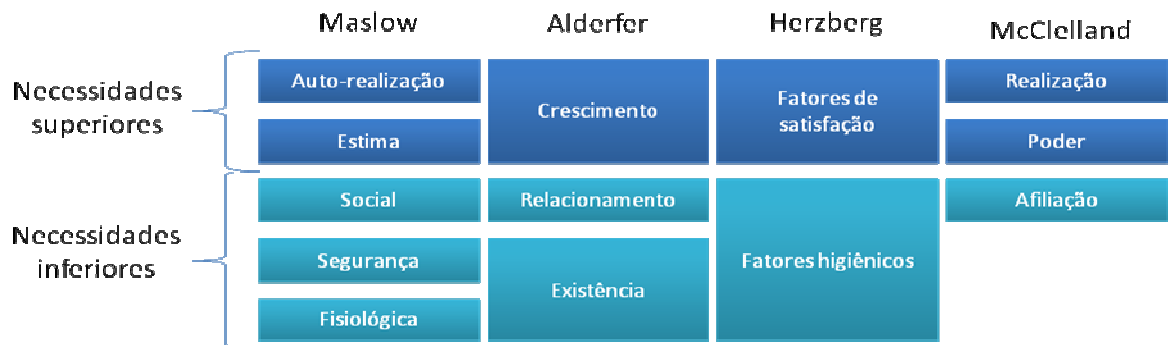 Maslow
Alderfer
Herzberg
McClelland
Necessidades
superiores
Auto-realização
Crescimento
Fatores de
satisfação
Realização
Estima
Poder
Necessidades
inferiores
Social
Relacionamento
Fatores higiênicos
Afiliação
Segurança
Existência
Fisiológica